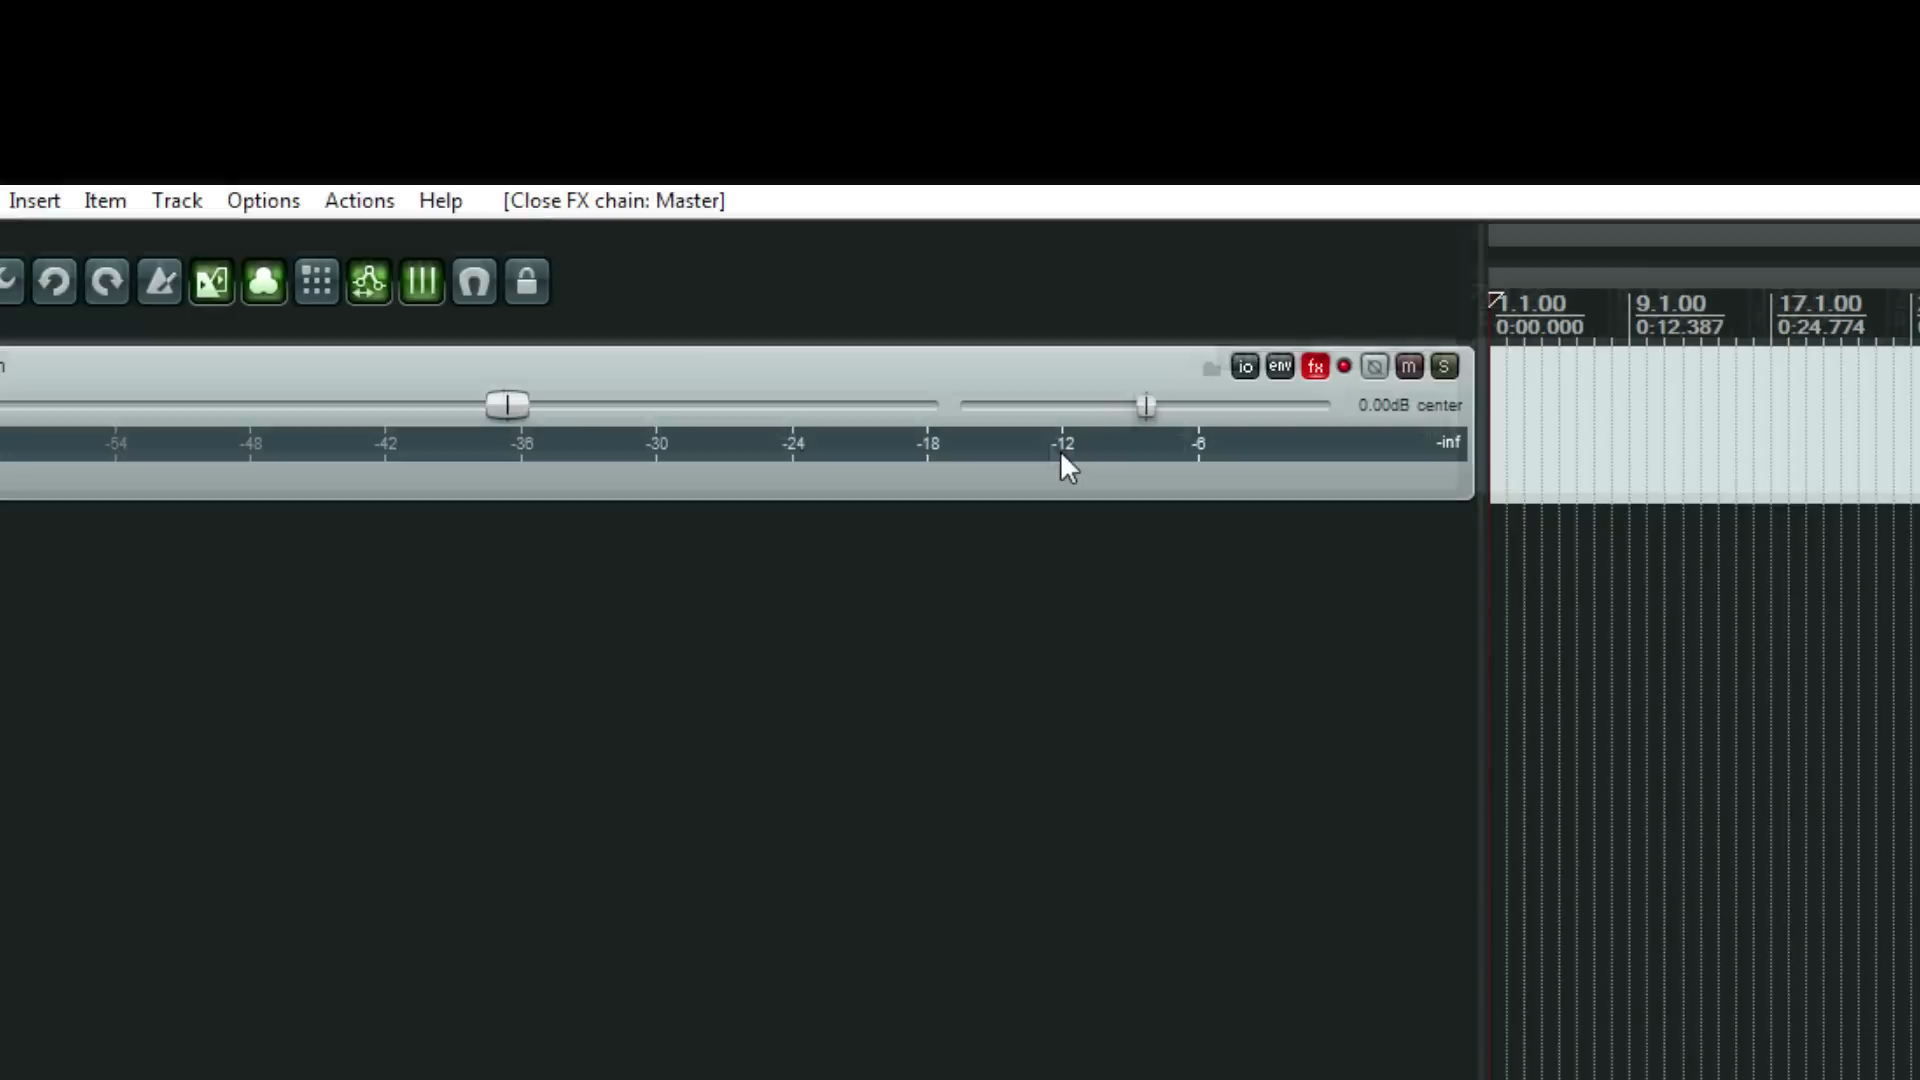 Insert Item Track Options Actions Help [Close FX chain: Master]
1.1.00 9.1.00 17.1.00
0:00.000 0:12.387 0:24.774
io env fx m S
0.00dB center
-54 -48 -42 -36 -30 -24 -18 -12 -6 -inf